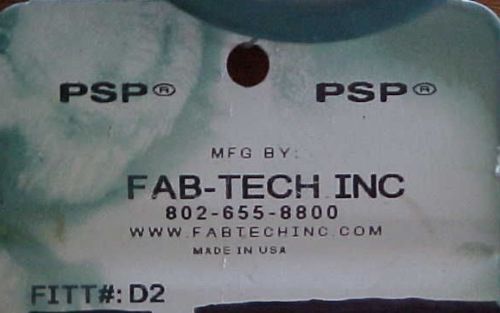 PSP® PSP®
MFG BY:
FAB-TECH INC
802-655-8800
WWW.FABTECHINC.COM
MADE IN USA
FITT#: D2